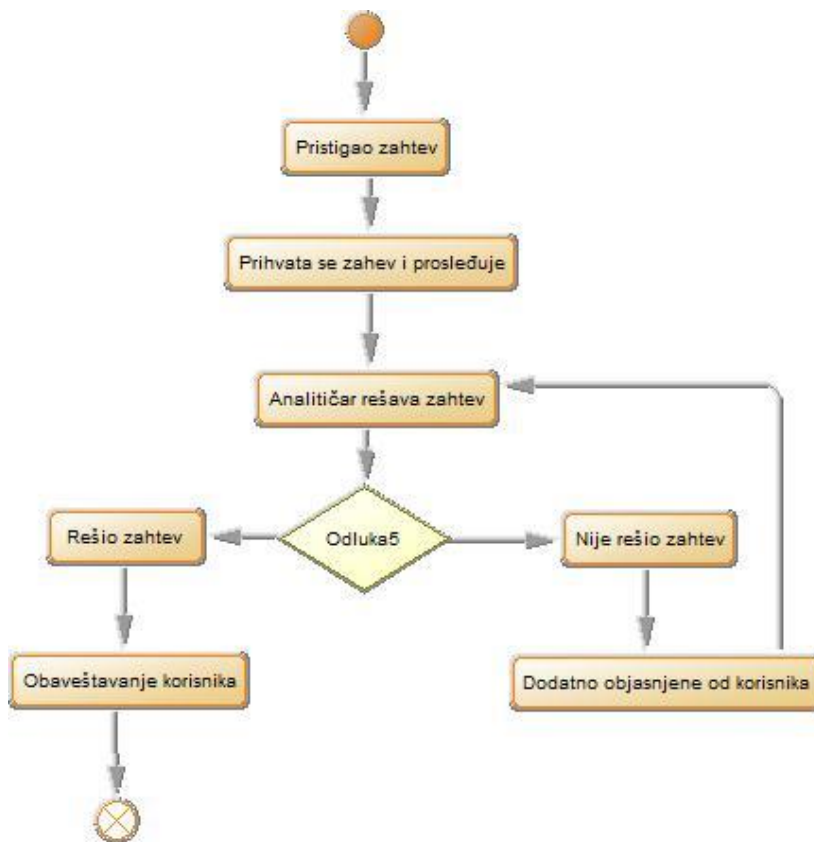 Pristigao zahtev
Prihvata se zahev i prosleđuje
Analitičar rešava zahtev
Odluka5
Rešio zahtev
Nije rešio zahtev
Obaveštavanje korisnika
Dodatno objasnjene od korisnika